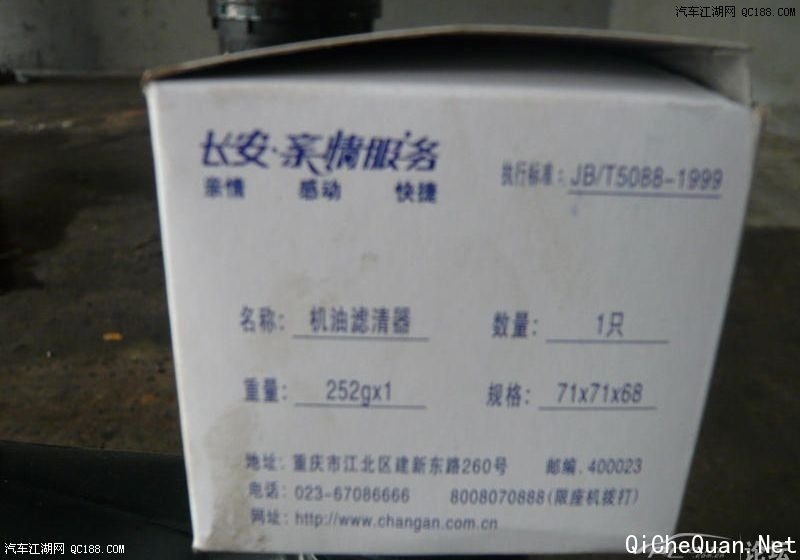 汽车江湖网 QC188.COM
长安·亲情服务
亲情 感动 快捷
执行标准: JB/T5088-1999
名称: 机油滤清器 数量: 1只
重量: 252gx1 规格: 71x71x68
地址: 重庆市江北区建新东路260号 邮编.400023
电话: 023-67086666 8008070888(限座机拨打)
网址: http://www.changan.com.cn
汽车江湖网 QC188.COM
QiCheQuan.Net
论坛